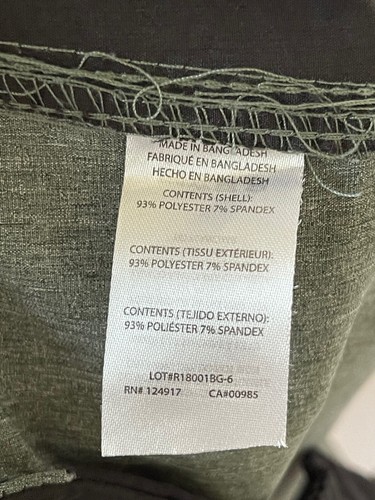 MADE IN BANGLADESH
FABRIQUÉ EN BANGLADESH
HECHO EN BANGLADESH
CONTENTS (SHELL):
93% POLYESTER 7% SPANDEX
CONTENTS (TISSU EXTÉRIEUR):
93% POLYESTER 7% SPANDEX
CONTENTS (TEJIDO EXTERNO):
93% POLIÉSTER 7% SPANDEX
LOT#R18001BG-6
RN# 124917 CA#00985